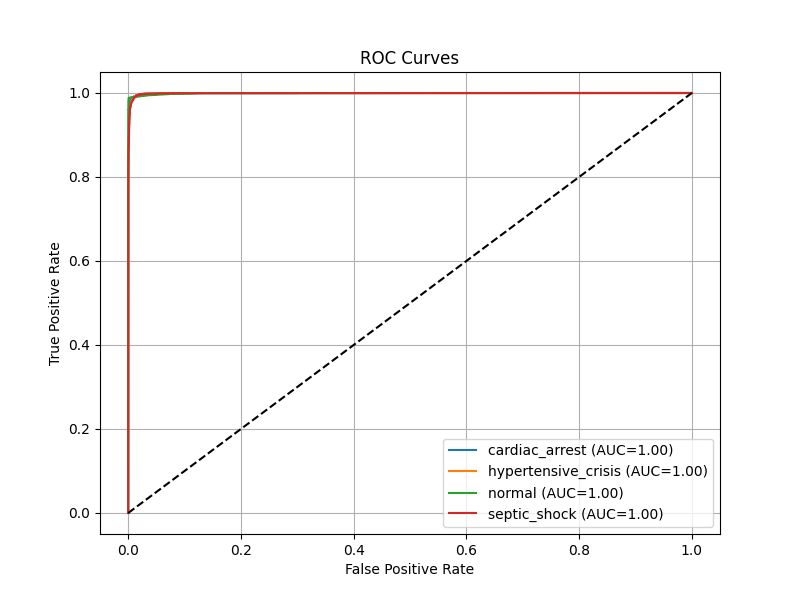 ROC Curves
1.0
0.8
0.6
0.4
0.2
0.0
True Positive Rate
cardiac_arrest (AUC=1.00)
hypertensive_crisis (AUC=1.00)
normal (AUC=1.00)
septic_shock (AUC=1.00)
0.0 0.2 0.4 0.6 0.8 1.0
False Positive Rate